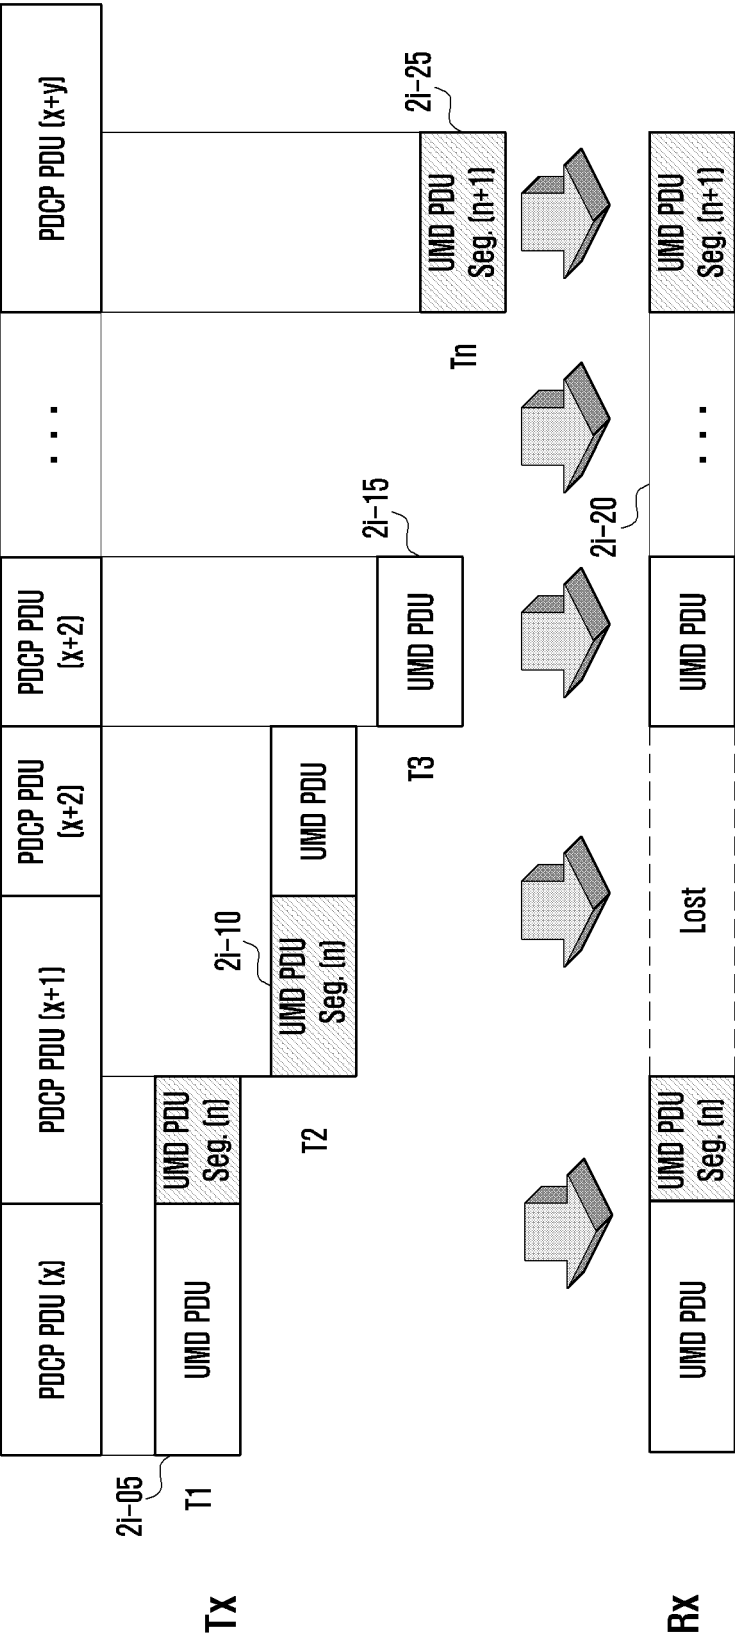 PDCP PDU (x)
PDCP PDU (x+1)
PDCP PDU
(x+2)
PDCP PDU
(x+2)
...
PDCP PDU (x+y)
Tx
2i-05
T1
UMD PDU
UMD PDU
Seg. (n)
T2
2i-10
UMD PDU
Seg. (n)
UMD PDU
T3
2i-15
UMD PDU
Tn
2i-25
UMD PDU
Seg. (n+1)
2i-20
Rx
UMD PDU
UMD PDU
Seg. (n)
Lost
UMD PDU
...
UMD PDU
Seg. (n+1)